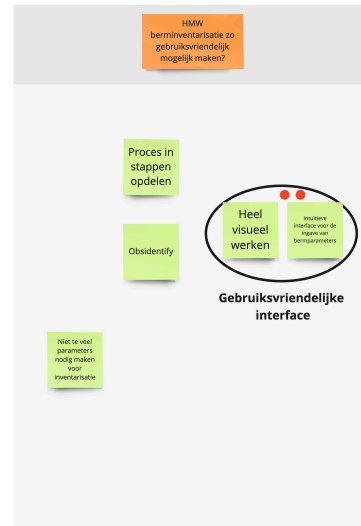 HMW
berminventarisatie zo
gebruiksvriendelijk
mogelijk maken?
Proces in
stappen
opdelen
Heel
visueel
werken
Intuïtieve
interface voor de
ingave van
bermparameters
Obsidentify
Gebruiksvriendelijke
interface
Niet te veel
parameters
nodig maken
voor
inventarisatie